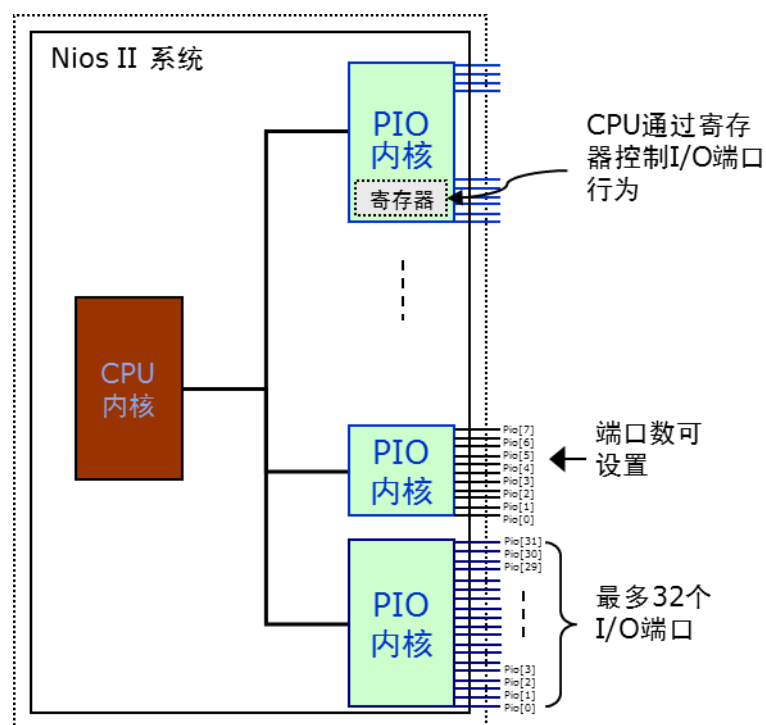 Nios II 系统
PIO
内核
寄存器
CPU通过寄存
器控制I/O端口
行为
CPU
内核
PIO
内核
Pio[7]
Pio[6]
Pio[5]
Pio[4]
Pio[3]
Pio[2]
Pio[1]
Pio[0]
端口数可
设置
PIO
内核
Pio[31]
Pio[30]
Pio[29]
Pio[3]
Pio[2]
Pio[1]
Pio[0]
最多32个
I/O端口